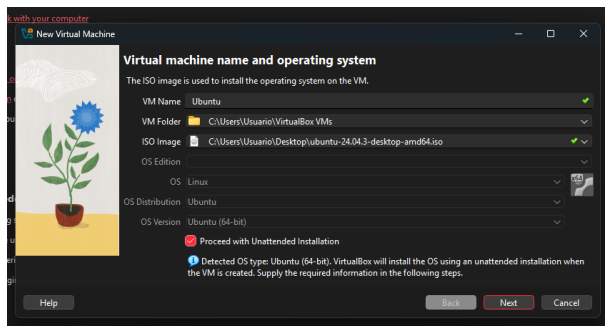 k with your computer
New Virtual Machine
Virtual machine name and operating system
The ISO image is used to install the operating system on the VM.
VM Name Ubuntu
VM Folder C:\Users\Usuario\VirtualBox VMs
ISO Image C:\Users\Usuario\Desktop\ubuntu-24.04.3-desktop-amd64.iso
OS Edition
OS Linux
OS Distribution Ubuntu
OS Version Ubuntu (64-bit)
Proceed with Unattended Installation
Detected OS type: Ubuntu (64-bit). VirtualBox will install the OS using an unattended installation when
the VM is created. Supply the required information in the following steps.
Help Back Next Cancel